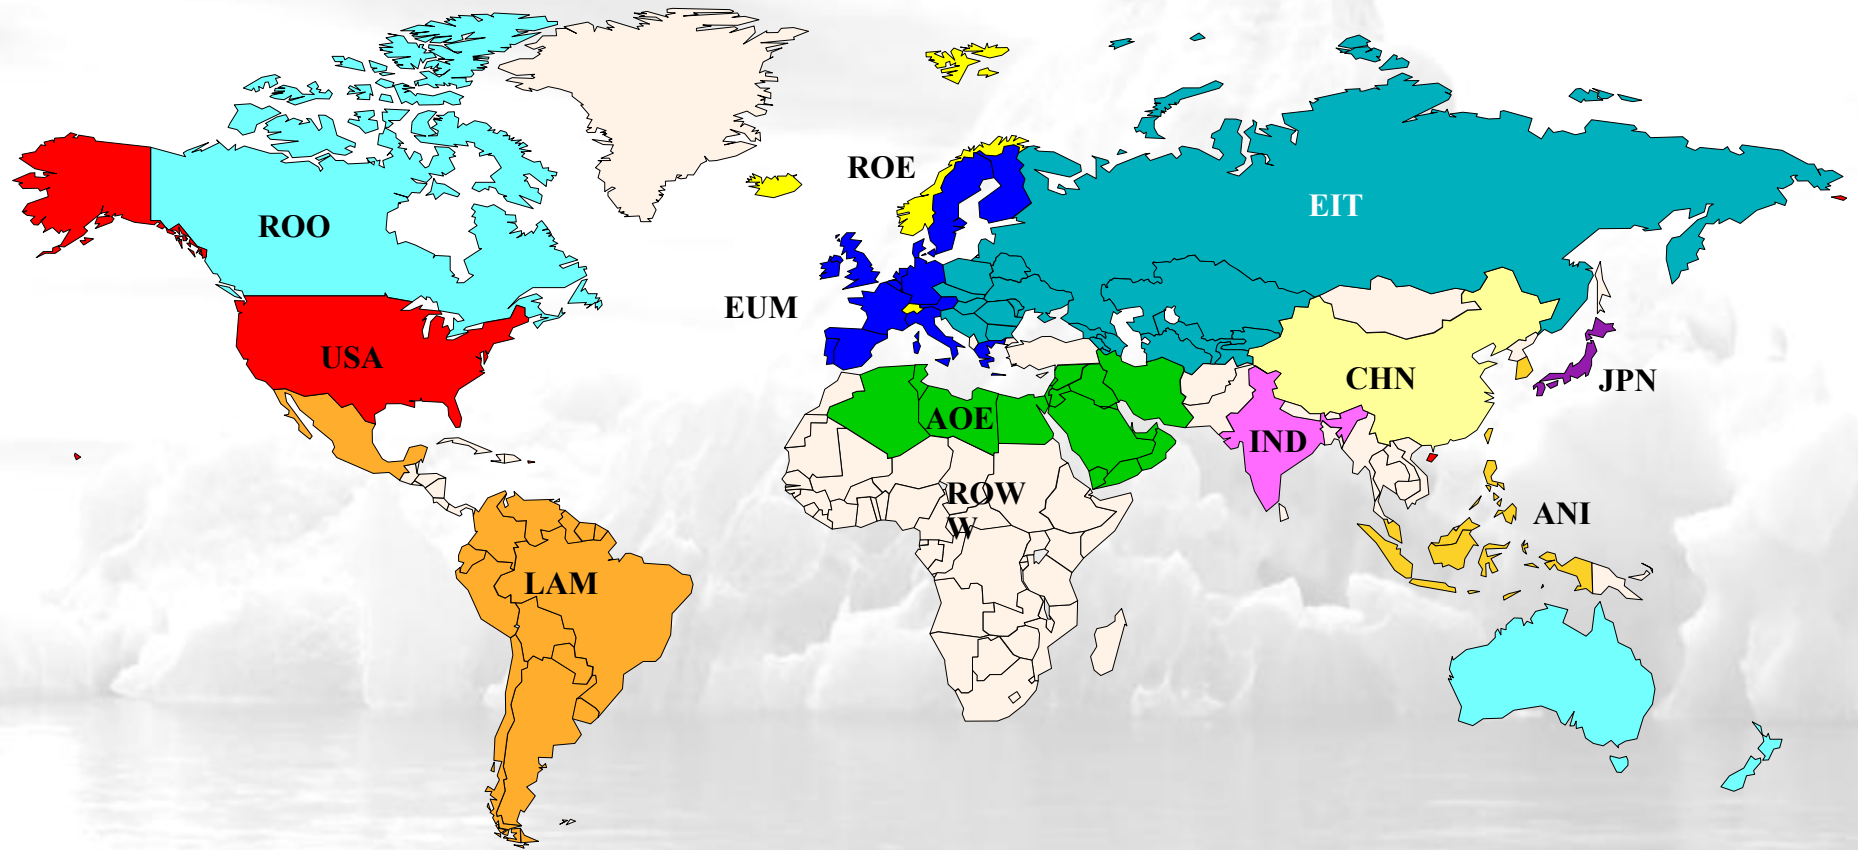 ROE
EIT
ROO
EUM
USA
CHN
JPN
AOE
IND
ROW
W
ANI
LAM